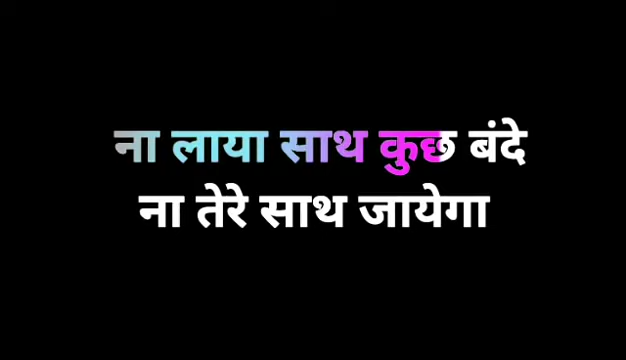 ना लाया साथ कुछ बंदे
ना तेरे साथ जायेगा